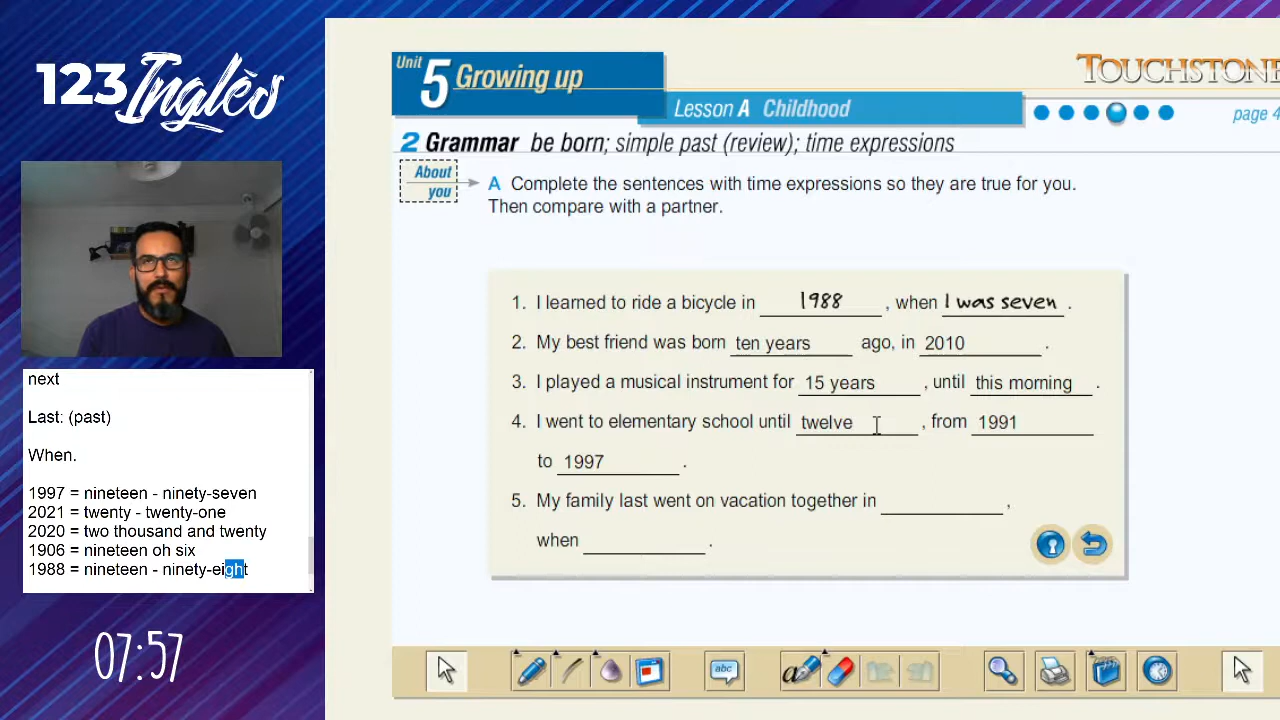 123 Inglès
next
Last: (past)
When.
1997 = nineteen - ninety-seven
2021 = twenty - twenty-one
2020 = two thousand and twenty
1906 = nineteen oh six
1988 = nineteen - ninety-eight
07:57
Unit 5 Growing up
Lesson A Childhood
TOUCHSTONE
page 4
2 Grammar be born; simple past (review); time expressions
About you
A Complete the sentences with time expressions so they are true for you.
Then compare with a partner.
1. I learned to ride a bicycle in 1988, when I was seven.
2. My best friend was born ten years ago, in 2010.
3. I played a musical instrument for 15 years, until this morning.
4. I went to elementary school until twelve, from 1991
to 1997.
5. My family last went on vacation together in ________,
when ________.
abc
a